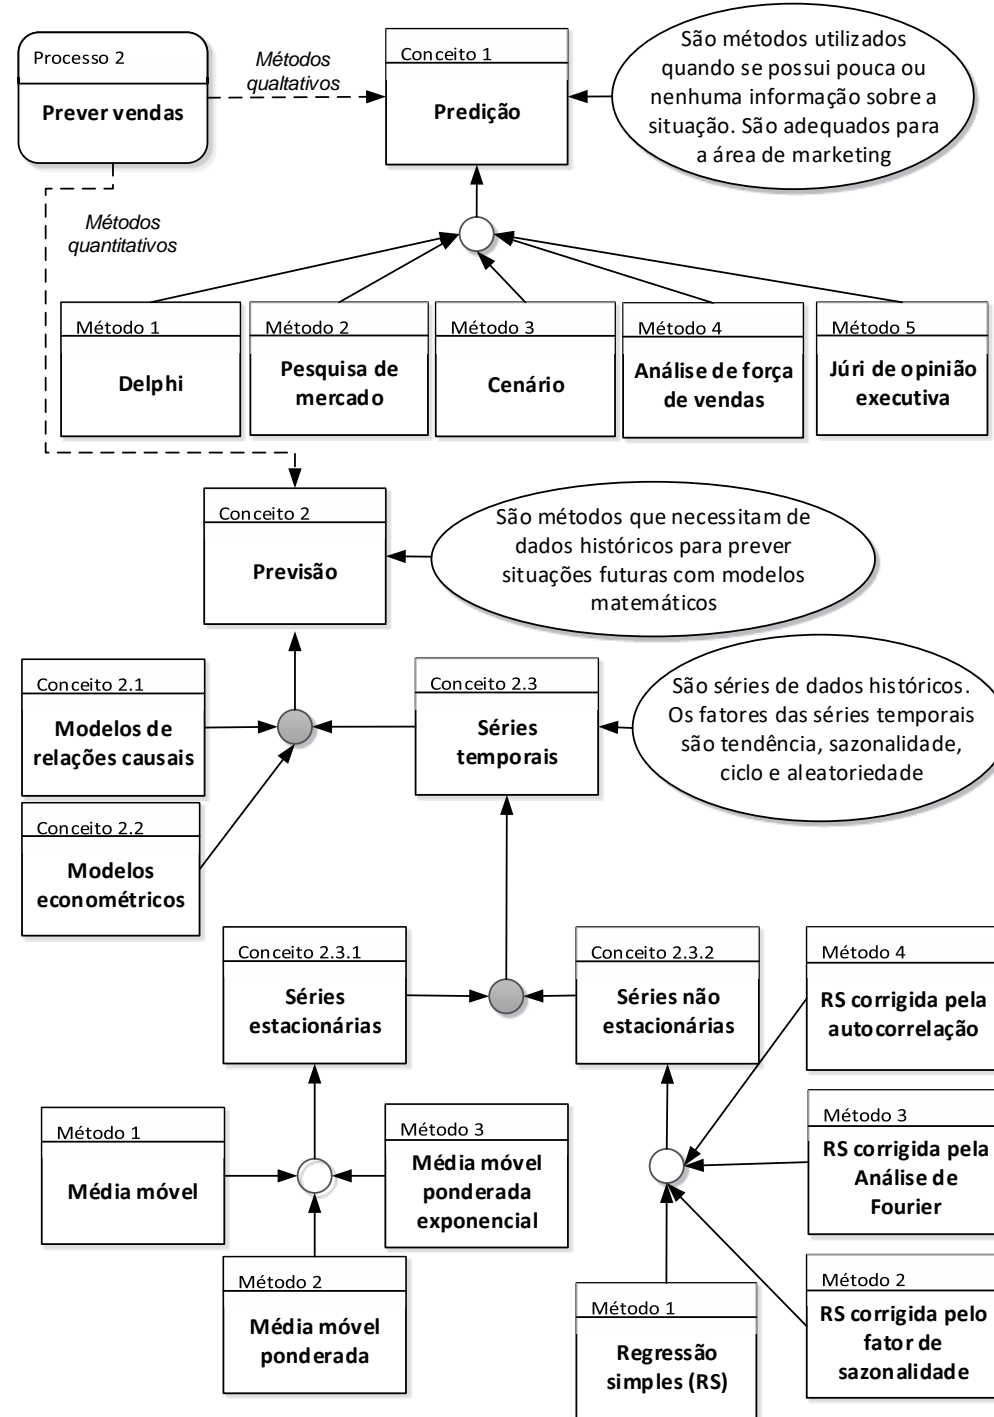 Processo 2
Prever vendas
Métodos
qualtativos
Conceito 1
Predição
São métodos utilizados
quando se possui pouca ou
nenhuma informação sobre a
situação. São adequados para
a área de marketing
Métodos
quantitativos
Método 1
Delphi
Método 2
Pesquisa de
mercado
Método 3
Cenário
Método 4
Análise de força
de vendas
Método 5
Júri de opinião
executiva
Conceito 2
Previsão
São métodos que necessitam de
dados históricos para prever
situações futuras com modelos
matemáticos
Conceito 2.1
Modelos de
relações causais
Conceito 2.2
Modelos
econométricos
Conceito 2.3
Séries
temporais
São séries de dados históricos.
Os fatores das séries temporais
são tendência, sazonalidade,
ciclo e aleatoriedade
Conceito 2.3.1
Séries
estacionárias
Conceito 2.3.2
Séries não
estacionárias
Método 4
RS corrigida pela
autocorrelação
Método 1
Média móvel
Método 3
Média móvel
ponderada
exponencial
Método 3
RS corrigida pela
Análise de
Fourier
Método 2
Média móvel
ponderada
Método 1
Regressão
simples (RS)
Método 2
RS corrigida pelo
fator de
sazonalidade